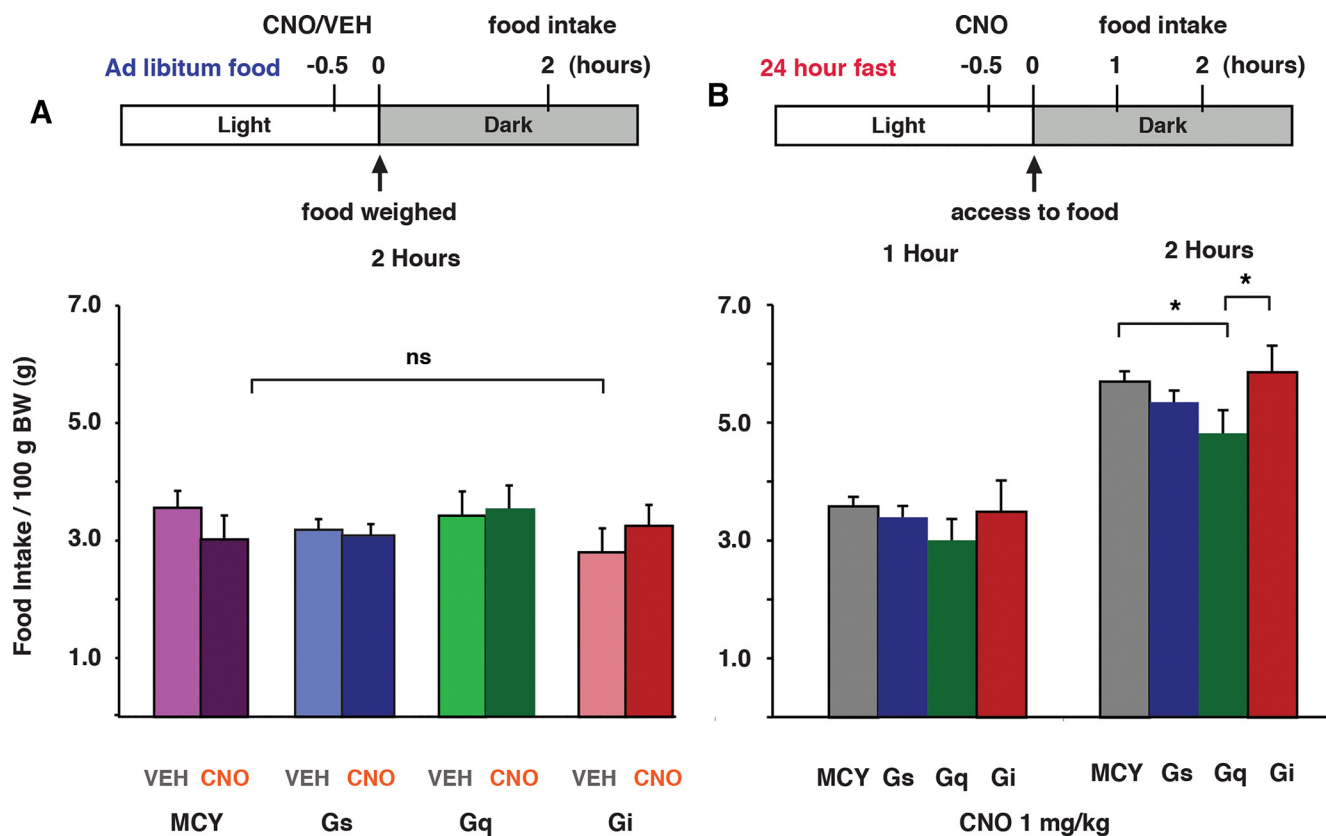 A
CNO/VEH food intake
Ad libitum food -0.5 0 2 (hours)
Light Dark
food weighed
2 Hours
Food Intake / 100 g BW (g)
7.0
5.0
3.0
1.0
ns
VEH CNO VEH CNO VEH CNO VEH CNO
MCY Gs Gq Gi
B
CNO food intake
24 hour fast -0.5 0 1 2 (hours)
Light Dark
access to food
1 Hour 2 Hours
7.0
5.0
3.0
1.0
* *
MCY Gs Gq Gi MCY Gs Gq Gi
CNO 1 mg/kg